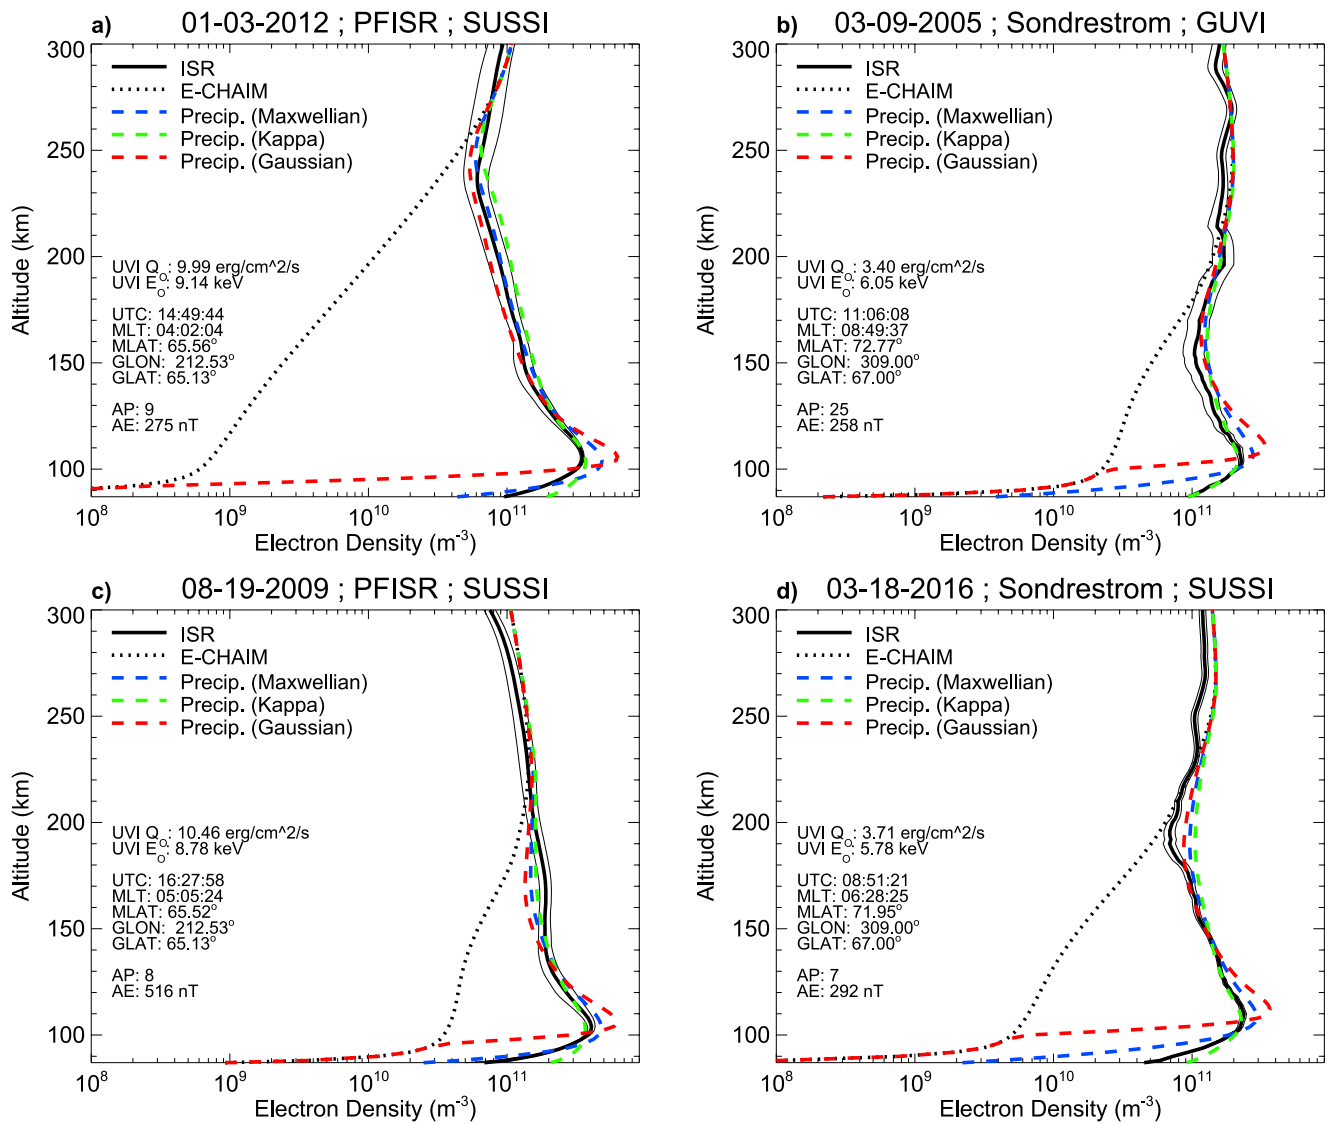 a) 01-03-2012 ; PFISR ; SUSSI
300
250
200
150
100
Altitude (km)
ISR
E-CHAIM
Precip. (Maxwellian)
Precip. (Kappa)
Precip. (Gaussian)
UVI Qo: 9.99 erg/cm^2/s
UVI Eo: 9.14 keV
UTC: 14:49:44
MLT: 04:02:04
MLAT: 65.56°
GLON: 212.53°
GLAT: 65.13°
AP: 9
AE: 275 nT
10^8 10^9 10^10 10^11
Electron Density (m^-3)
b) 03-09-2005 ; Sondrestrom ; GUVI
300
250
200
150
100
Altitude (km)
ISR
E-CHAIM
Precip. (Maxwellian)
Precip. (Kappa)
Precip. (Gaussian)
UVI Qo: 3.40 erg/cm^2/s
UVI Eo: 6.05 keV
UTC: 11:06:08
MLT: 08:49:37
MLAT: 72.77°
GLON: 309.00°
GLAT: 67.00°
AP: 25
AE: 258 nT
10^8 10^9 10^10 10^11
Electron Density (m^-3)
c) 08-19-2009 ; PFISR ; SUSSI
300
250
200
150
100
Altitude (km)
ISR
E-CHAIM
Precip. (Maxwellian)
Precip. (Kappa)
Precip. (Gaussian)
UVI Qo: 10.46 erg/cm^2/s
UVI Eo: 8.78 keV
UTC: 16:27:58
MLT: 05:05:24
MLAT: 65.52°
GLON: 212.53°
GLAT: 65.13°
AP: 8
AE: 516 nT
10^8 10^9 10^10 10^11
Electron Density (m^-3)
d) 03-18-2016 ; Sondrestrom ; SUSSI
300
250
200
150
100
Altitude (km)
ISR
E-CHAIM
Precip. (Maxwellian)
Precip. (Kappa)
Precip. (Gaussian)
UVI Qo: 3.71 erg/cm^2/s
UVI Eo: 5.78 keV
UTC: 08:51:21
MLT: 06:28:25
MLAT: 71.95°
GLON: 309.00°
GLAT: 67.00°
AP: 7
AE: 292 nT
10^8 10^9 10^10 10^11
Electron Density (m^-3)